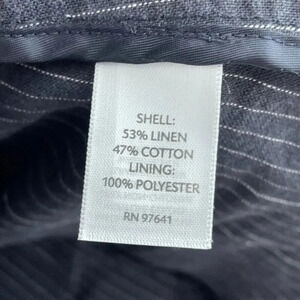 SHELL:
53% LINEN
47% COTTON
LINING:
100% POLYESTER
RN 97641